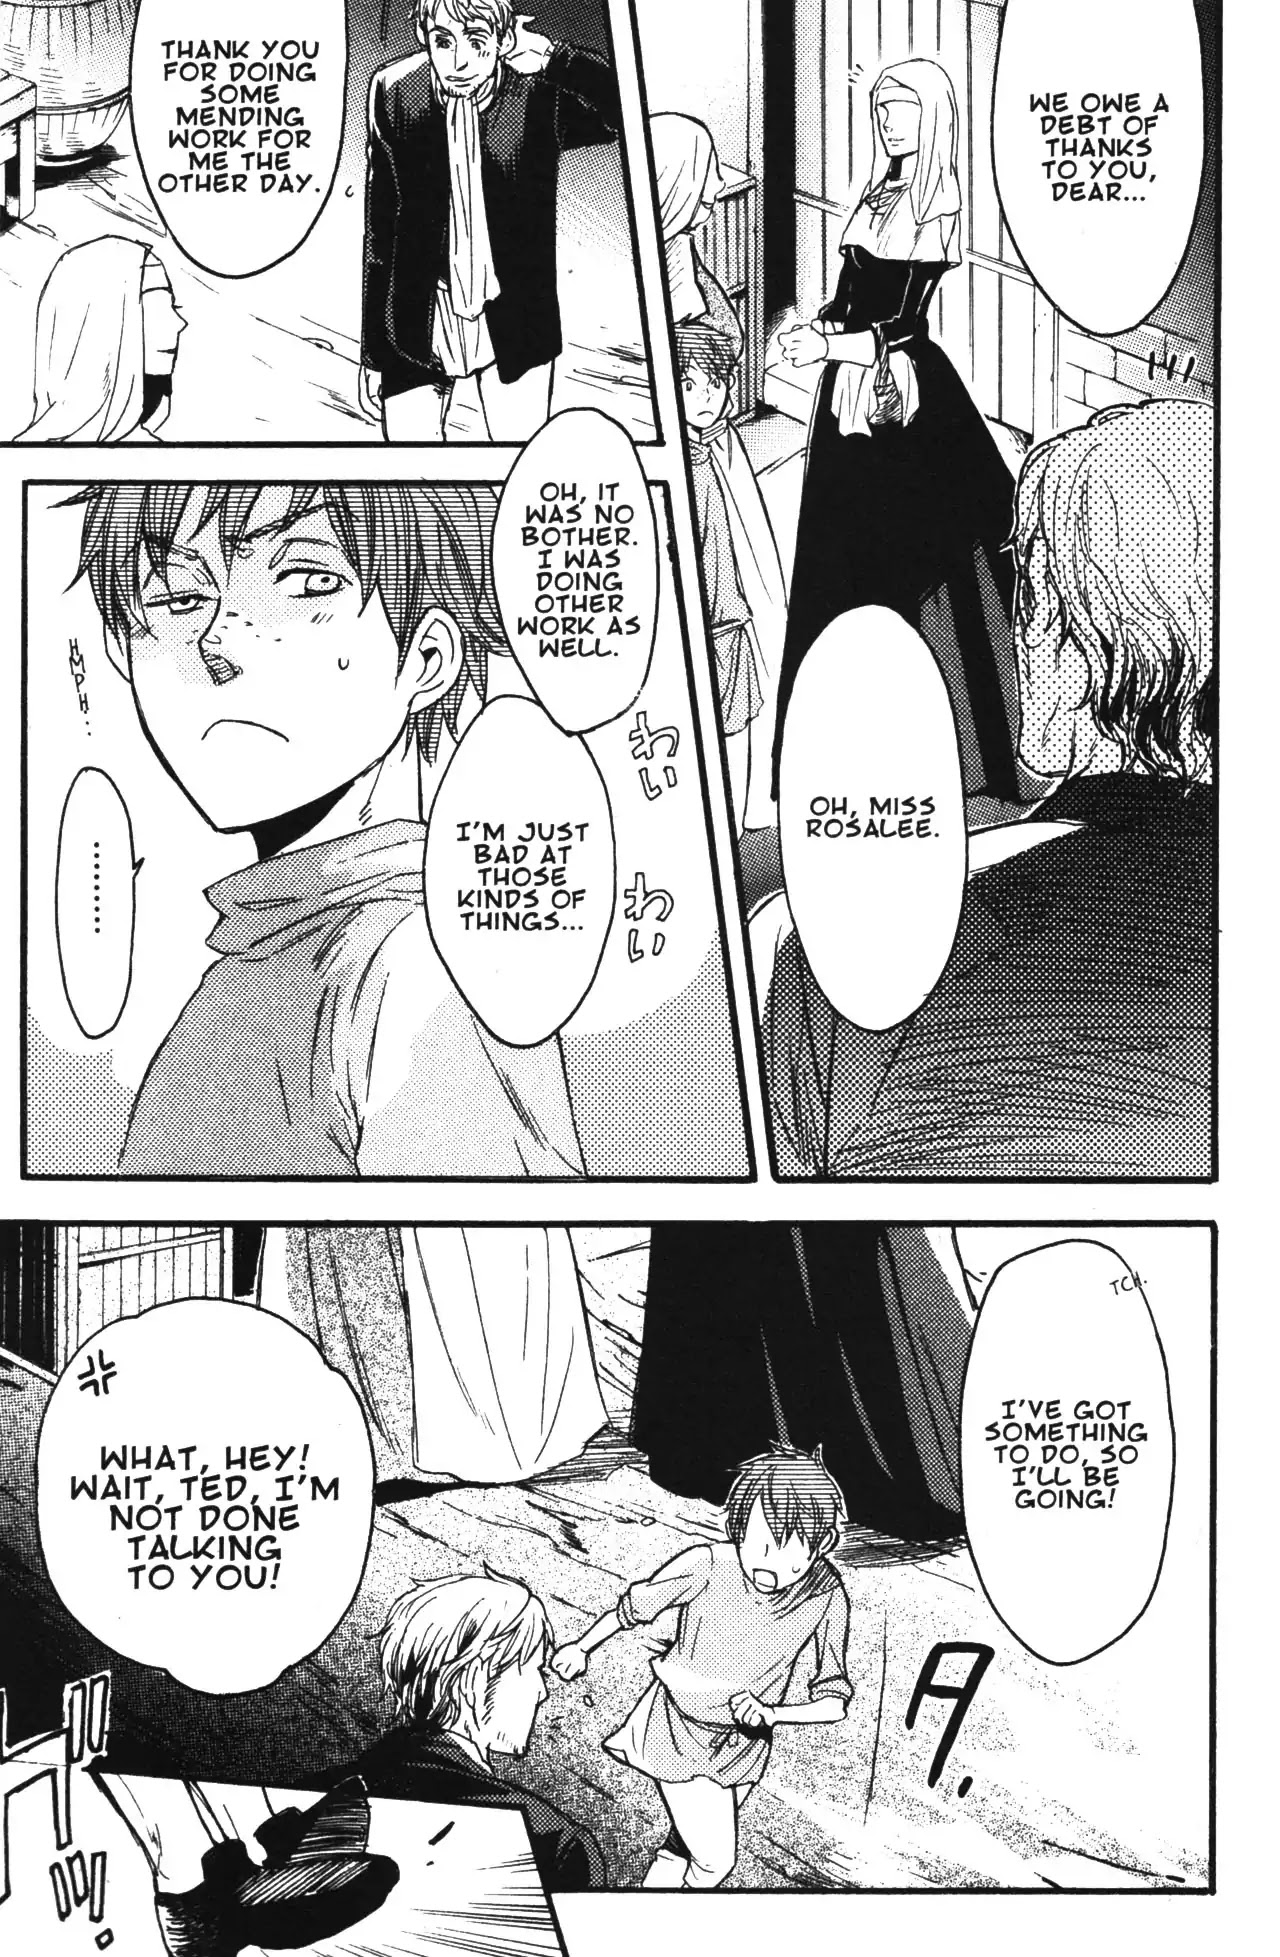 WE OWE A
DEBT OF
THANKS
TO YOU,
DEAR...
OH, MISS
ROSALEE.
THANK YOU
FOR DOING
SOME
MENDING
WORK FOR
ME THE
OTHER DAY.
OH, IT
WAS NO
BOTHER.
I WAS
DOING
OTHER
WORK AS
WELL.
I'M JUST
BAD AT
THOSE
KINDS OF
THINGS...
わい
わい
HMPH..
.........
TCH.
I'VE GOT
SOMETHING
TO DO, SO
I'LL BE
GOING!
WHAT, HEY!
WAIT, TED, I'M
NOT DONE
TALKING
TO YOU!